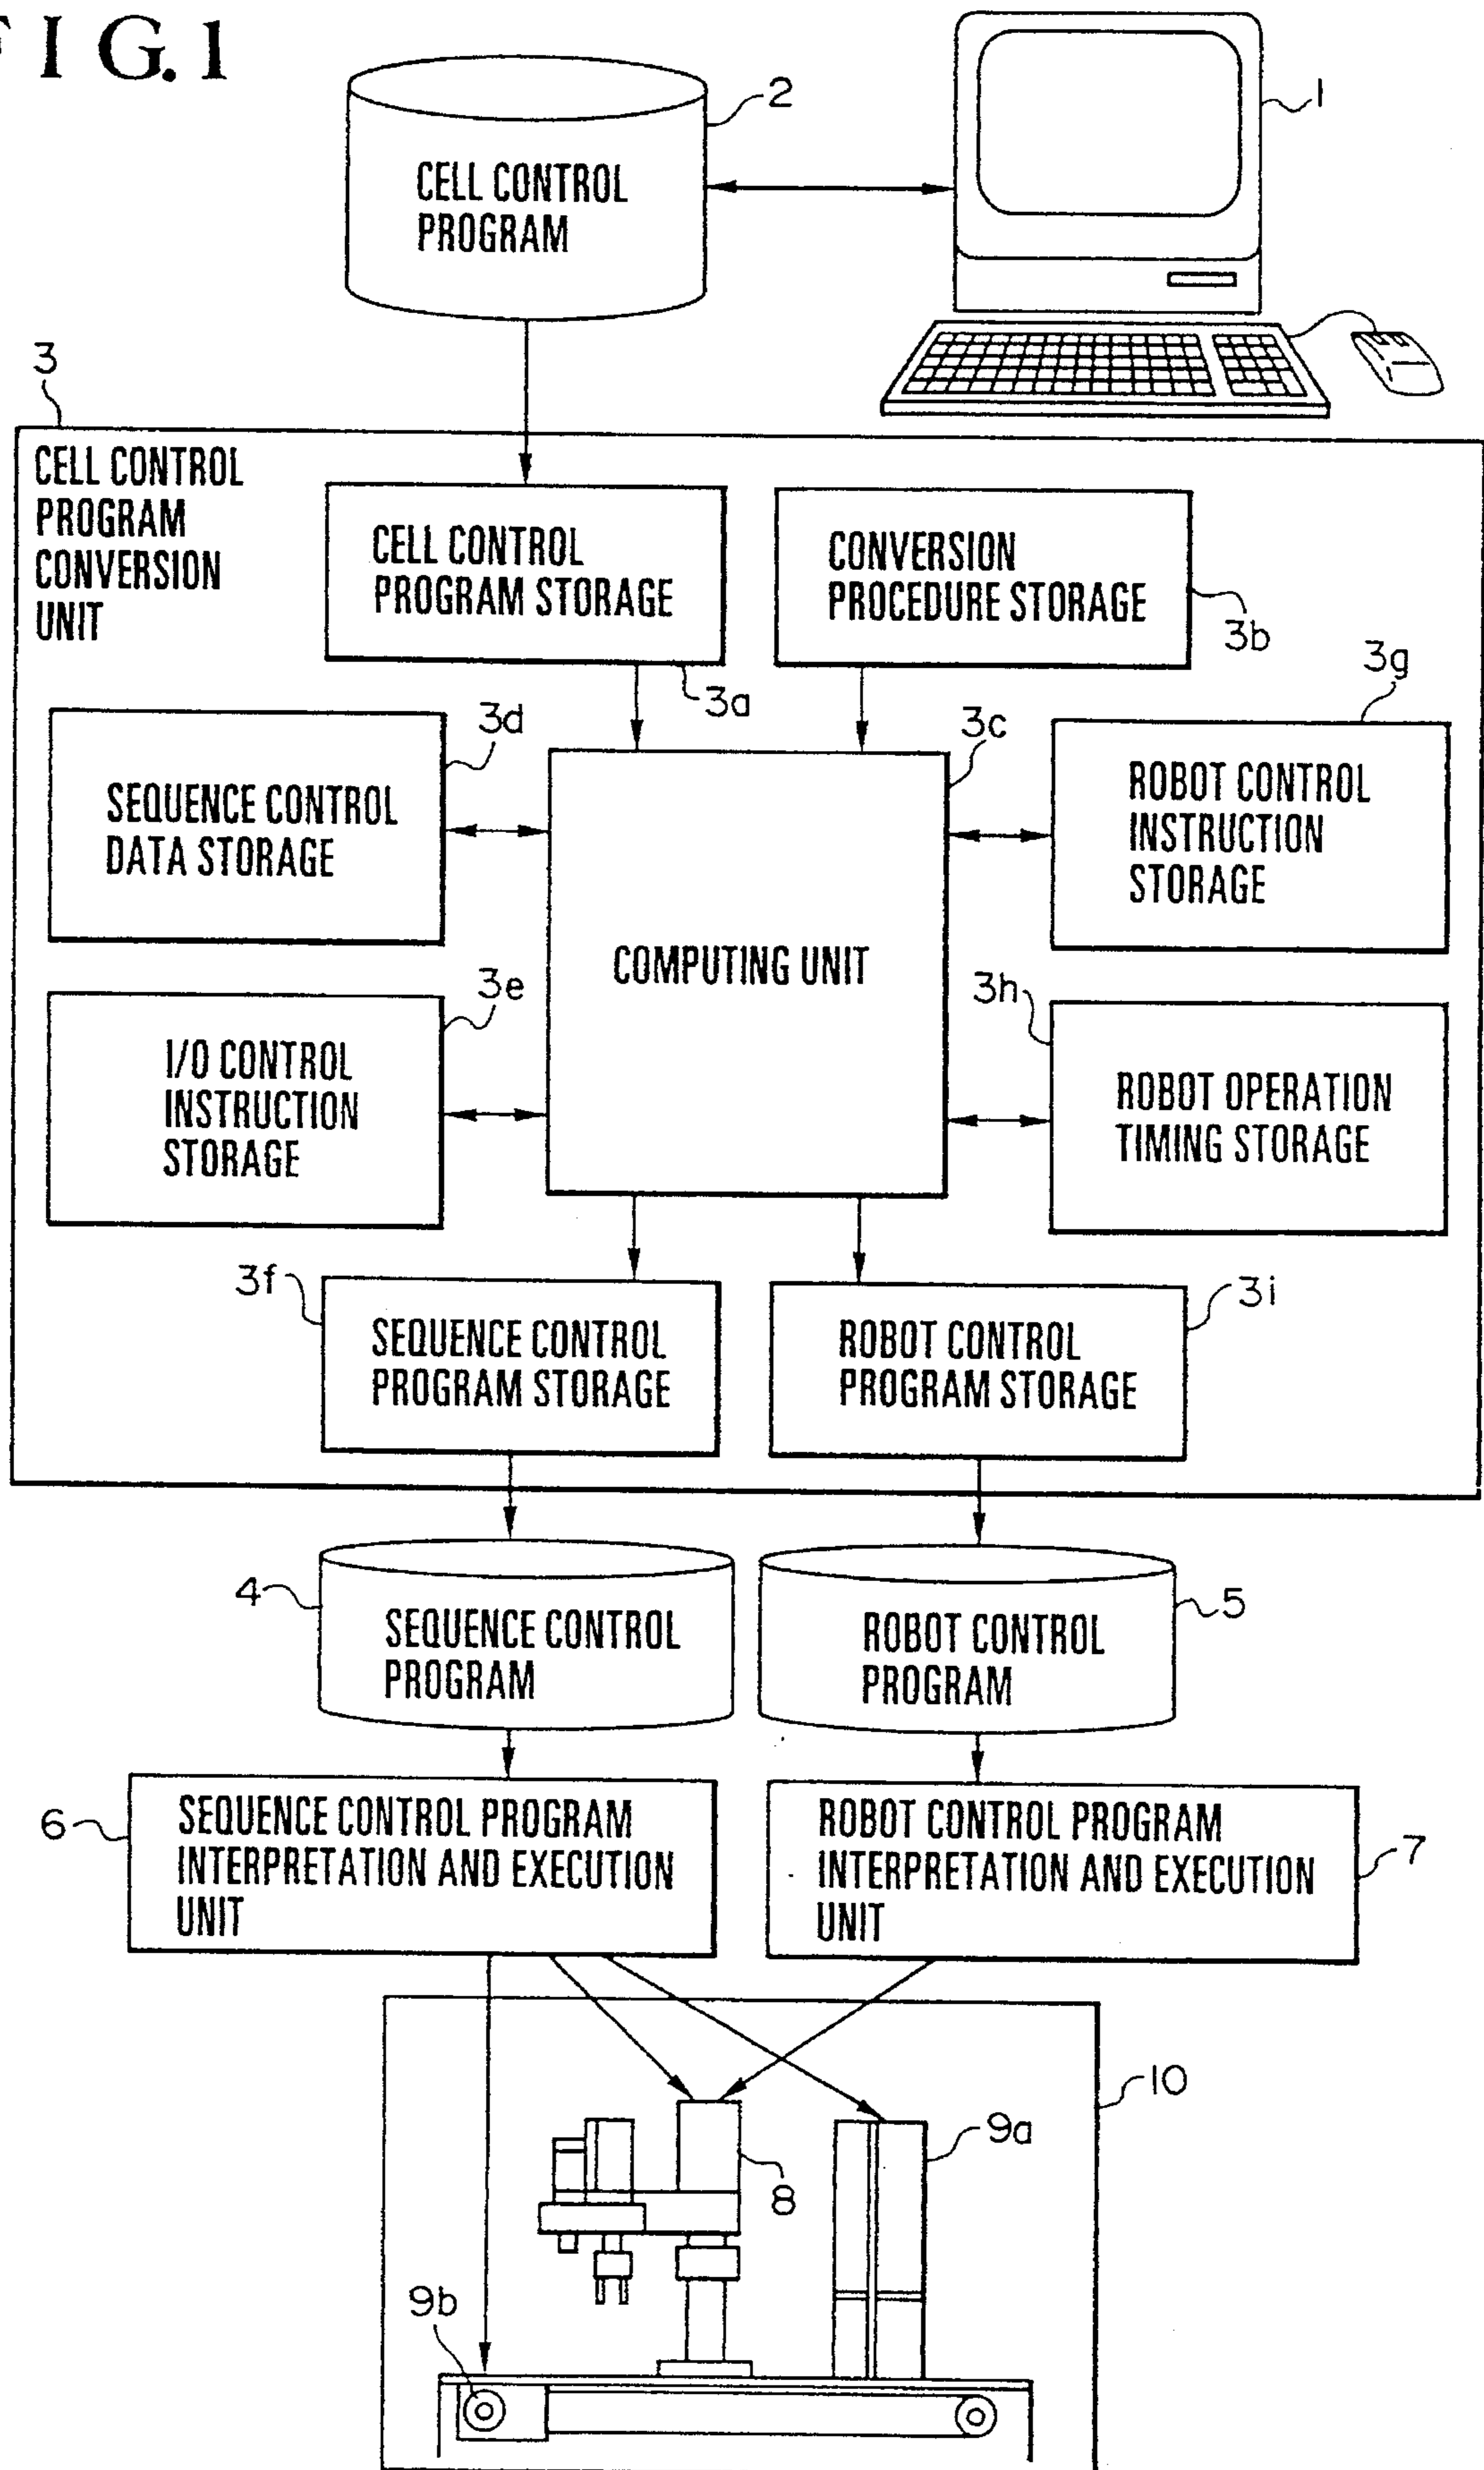 FIG.1
2
1
CELL CONTROL
PROGRAM
3
CELL CONTROL
PROGRAM
CONVERSION
UNIT
CELL CONTROL
PROGRAM STORAGE
3a
CONVERSION
PROCEDURE STORAGE
3b
3d
SEQUENCE CONTROL
DATA STORAGE
3c
COMPUTING UNIT
3g
ROBOT CONTROL
INSTRUCTION
STORAGE
3e
I/O CONTROL
INSTRUCTION
STORAGE
3h
ROBOT OPERATION
TIMING STORAGE
3f
SEQUENCE CONTROL
PROGRAM STORAGE
3i
ROBOT CONTROL
PROGRAM STORAGE
4
SEQUENCE CONTROL
PROGRAM
5
ROBOT CONTROL
PROGRAM
6
SEQUENCE CONTROL PROGRAM
INTERPRETATION AND EXECUTION
UNIT
7
ROBOT CONTROL PROGRAM
INTERPRETATION AND EXECUTION
UNIT
10
9a
8
9b